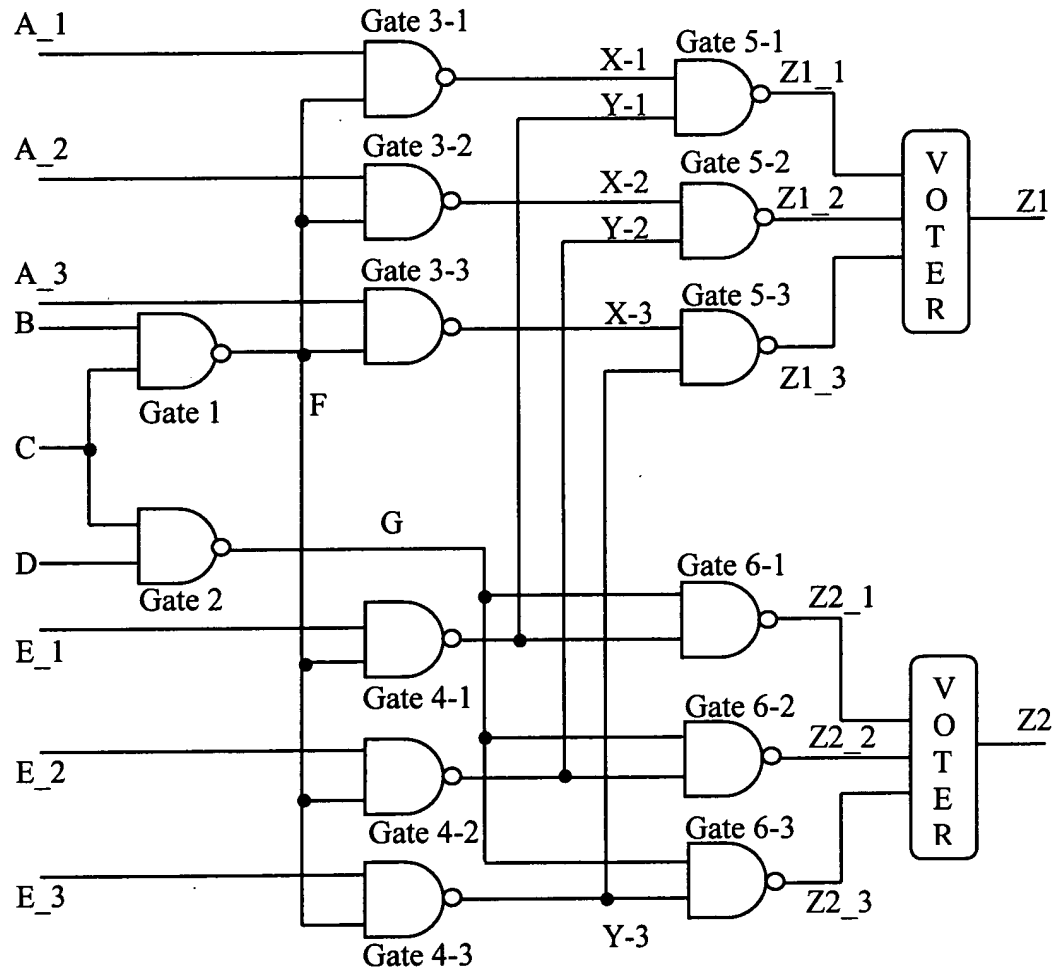 A_1
Gate 3-1
X-1
Gate 5-1
Z1_1
Y-1
A_2
Gate 3-2
X-2
Gate 5-2
Z1_2
VOTER
Z1
Y-2
A_3
Gate 3-3
X-3
Gate 5-3
B
Z1_3
Gate 1
F
C
G
D
Gate 2
Gate 6-1
Z2_1
E_1
Gate 4-1
VOTER
Z2
Gate 6-2
Z2_2
E_2
Gate 4-2
Gate 6-3
E_3
Z2_3
Y-3
Gate 4-3